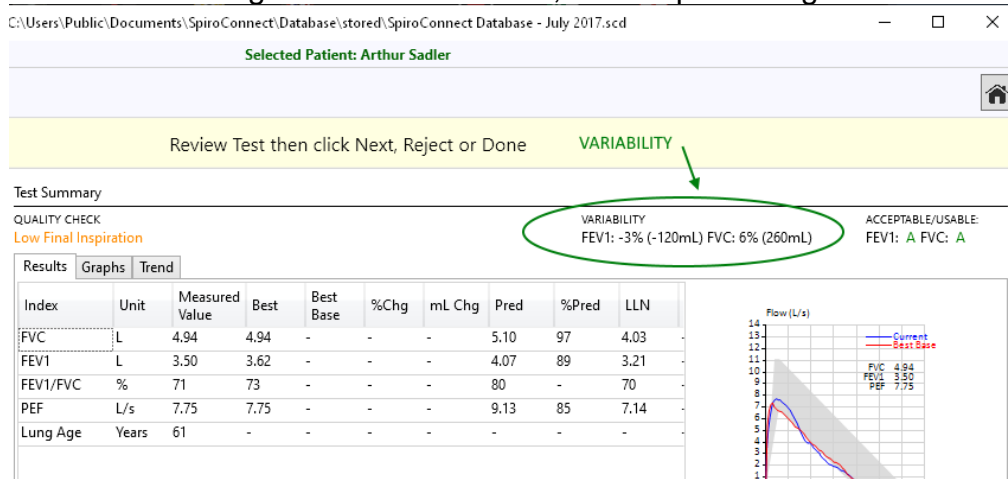 C:\Users\Public\Documents\SpiroConnect\Database\stored\SpiroConnect Database - July 2017.scd
Selected Patient: Arthur Sadler
Review Test then click Next, Reject or Done
VARIABILITY
Test Summary
QUALITY CHECK
Low Final Inspiration
VARIABILITY
FEV1: -3% (-120mL) FVC: 6% (260mL)
ACCEPTABLE/USABLE:
FEV1: A FVC: A
Results Graphs Trend
Index Unit Measured Value Best Best Base %Chg mL Chg Pred %Pred LLN
FVC L 4.94 4.94 - - - 5.10 97 4.03
FEV1 L 3.50 3.62 - - - 4.07 89 3.21
FEV1/FVC % 71 73 - - - 80 - 70
PEF L/s 7.75 7.75 - - - 9.13 85 7.14
Lung Age Years 61 - - - - - - -
Flow (L/s)
14
13
12
11
10
9
8
7
6
5
4
3
2
1
Current
Best Base
FVC 4.94
FEV1 3.50
PEF 7.75